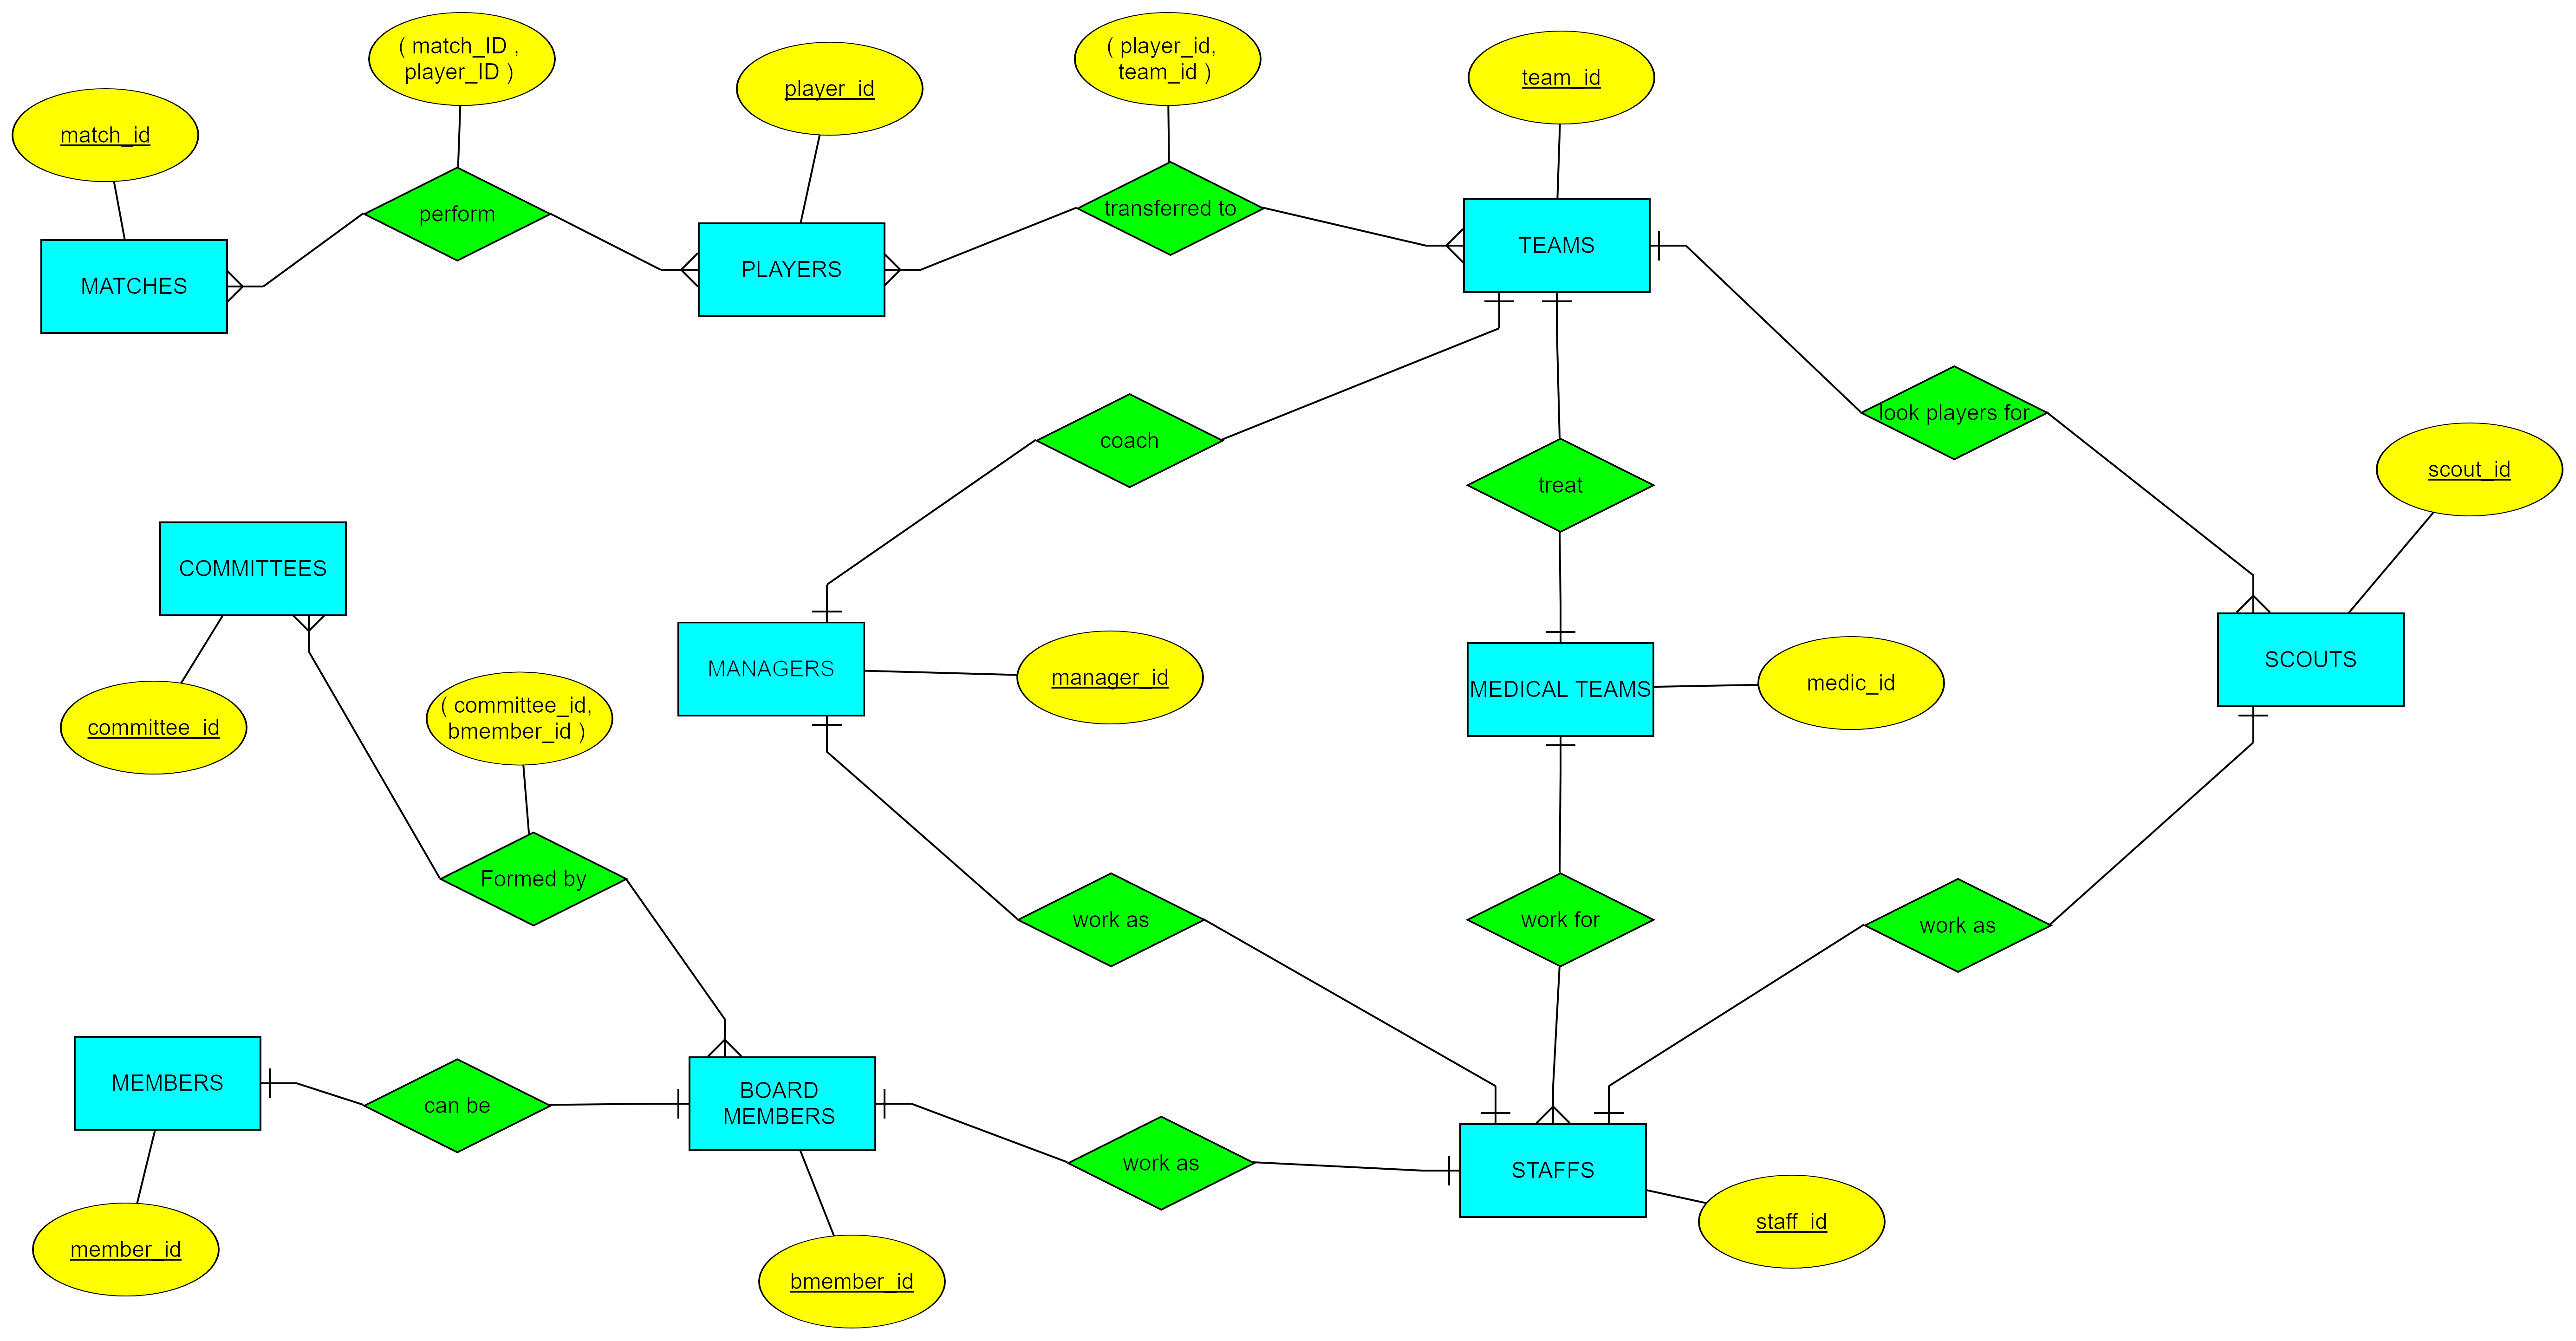 ( match_ID ,
player_ID )
( player_id,
team_id )
team_id
player_id
match_id
perform
transferred to
TEAMS
PLAYERS
MATCHES
look players for
coach
treat
scout_id
COMMITTEES
SCOUTS
MANAGERS
manager_id
medic_id
MEDICAL TEAMS
( committee_id,
bmember_id )
committee_id
Formed by
work as
work for
work as
MEMBERS
can be
BOARD
MEMBERS
work as
STAFFS
staff_id
member_id
bmember_id